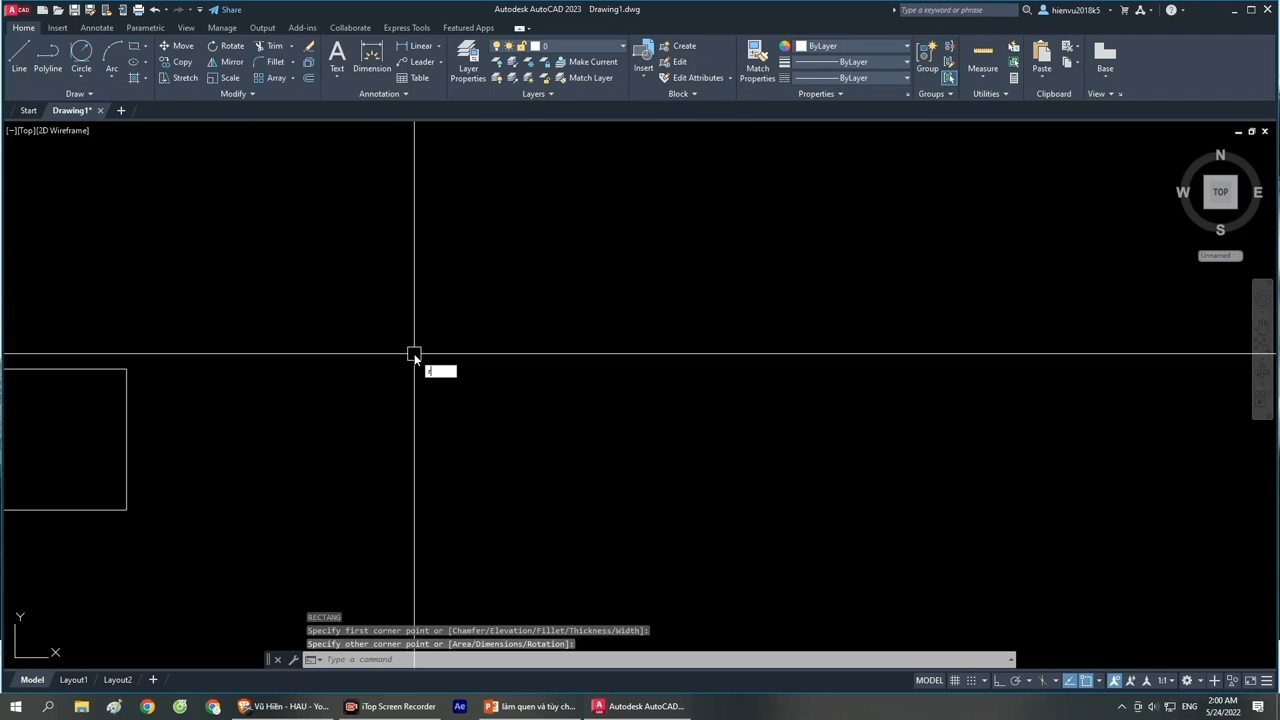 CAD
Share
Autodesk AutoCAD 2023 Drawing1.dwg
Type a keyword or phrase
hienvu2018k5
Home Insert Annotate Parametric View Manage Output Add-ins Collaborate Express Tools Featured Apps
Line Polyline Circle Arc
Move Rotate Trim
Copy Mirror Fillet
Stretch Scale Array
Text Dimension
Linear
Leader
Table
Layer Properties
0
Make Current
Match Layer
Insert
Create
Edit
Edit Attributes
Match Properties
ByLayer
ByLayer
ByLayer
Group Measure Paste Base
Draw Modify Annotation Layers Block Properties Groups Utilities Clipboard View
Start Drawing1*
[−][Top][2D Wireframe]
N
W TOP E
S
Unnamed
r
Y
X
RECTANG
Specify first corner point or [Chamfer/Elevation/Fillet/Thickness/Width]:
Specify other corner point or [Area/Dimensions/Rotation]:
Type a command
Model Layout1 Layout2
MODEL 1:1
Vũ Hiền - HAU - Yo... iTop Screen Recorder Ae làm quen và tùy ch... Autodesk AutoCAD...
ENG
2:00 AM
5/24/2022